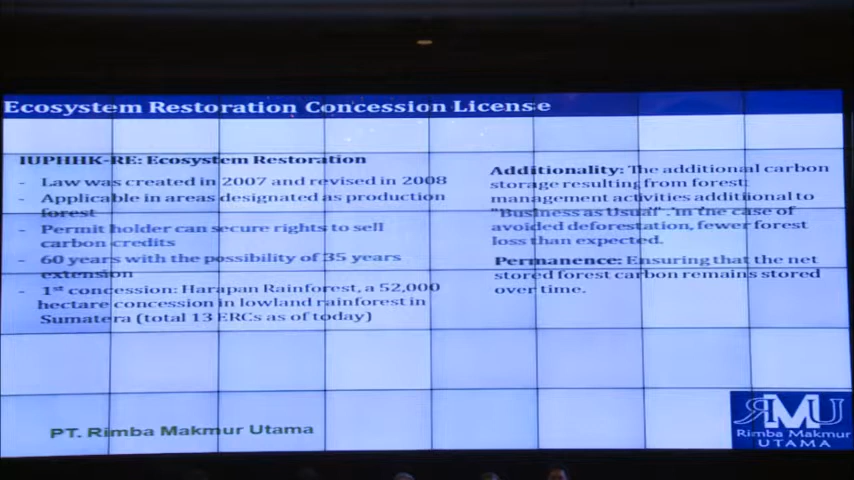 Ecosystem Restoration Concession License
IUPHHK-RE: Ecosystem Restoration
- Law was created in 2007 and revised in 2008
- Applicable in areas designated as production
forest
- Permit holder can secure rights to sell
carbon credits
- 60 years with the possibility of 35 years
extension
- 1st concession: Harapan Rainforest, a 52,000
hectare concession in lowland rainforest in
Sumatera (total 13 ERCs as of today)
Additionality: The additional carbon
storage resulting from forest
management activities additional to
"Business as Usual". In the case of
avoided deforestation, fewer forest
loss than expected.
Permanence: Ensuring that the net
stored forest carbon remains stored
over time.
PT. Rimba Makmur Utama
RMU
Rimba Makmur
UTAMA